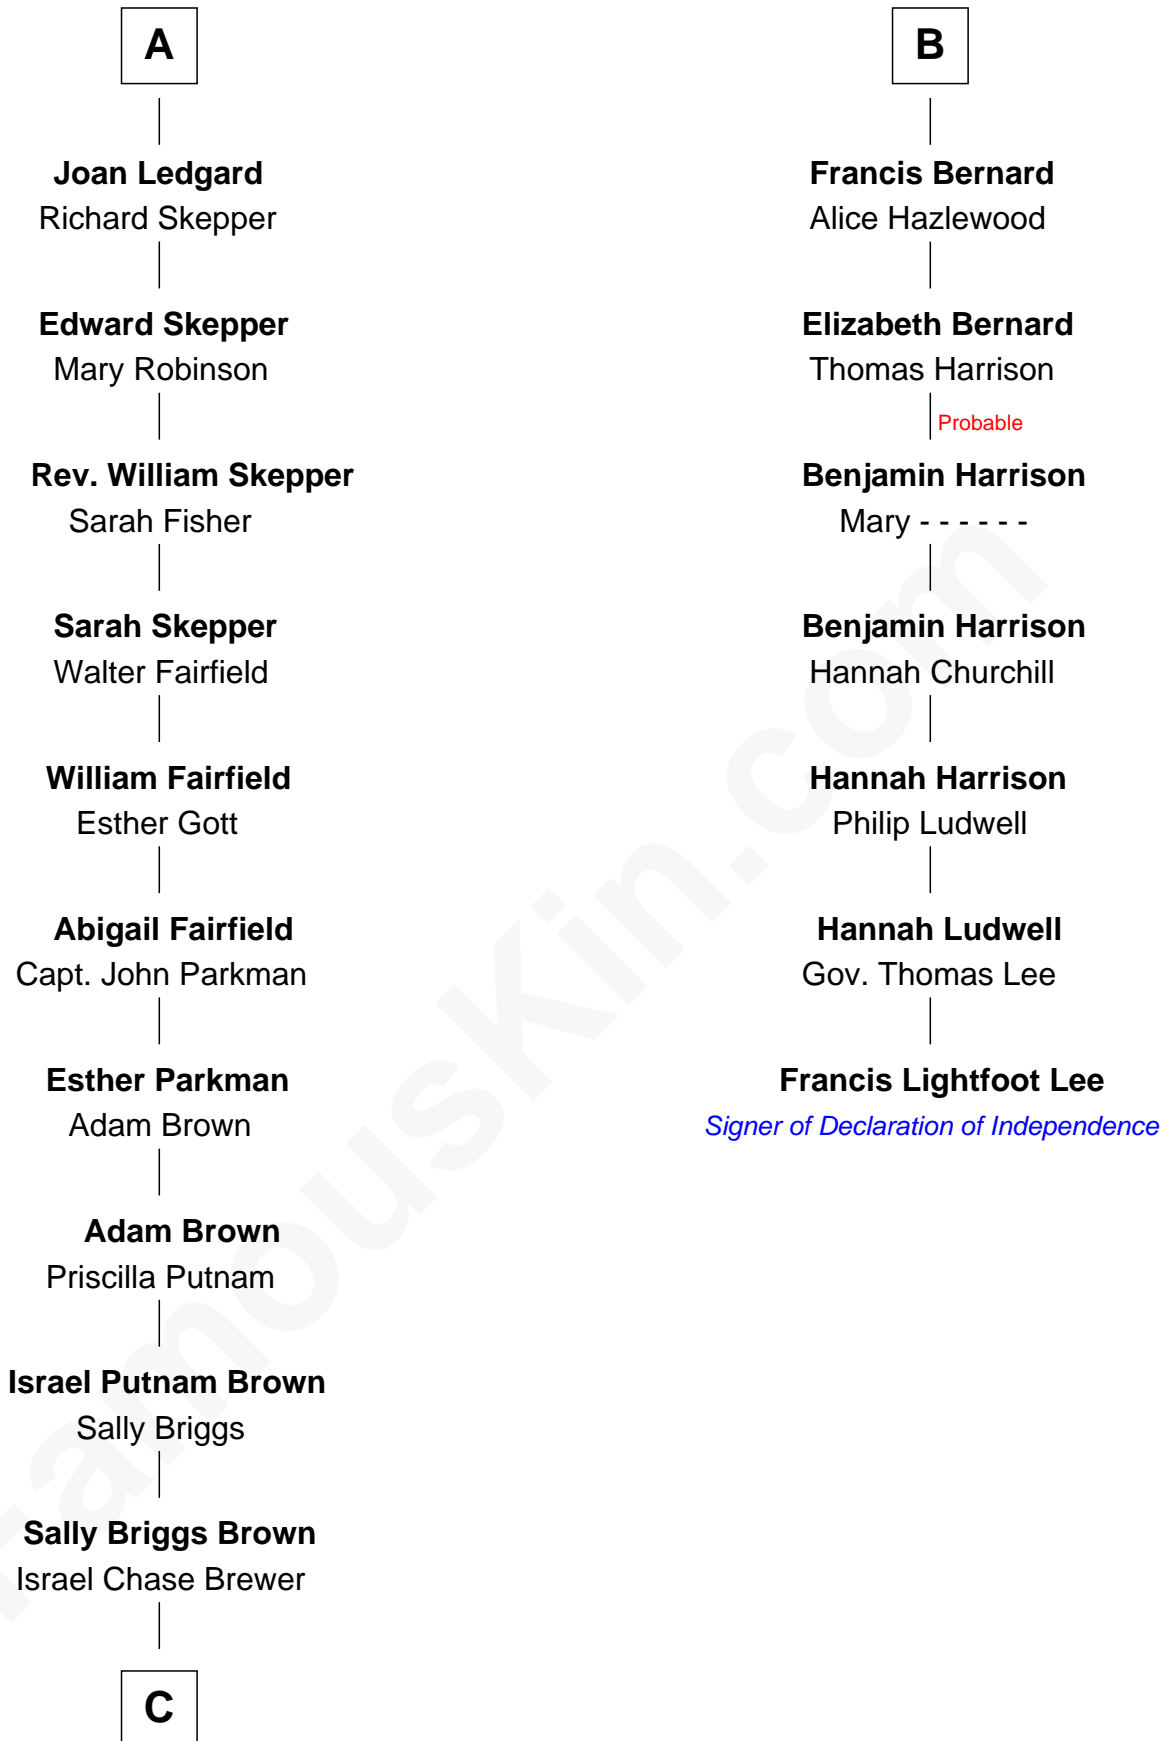 A
Joan Ledgard
Richard Skepper
Edward Skepper
Mary Robinson
Rev. William Skepper
Sarah Fisher
Sarah Skepper
Walter Fairfield
William Fairfield
Esther Gott
Abigail Fairfield
Capt. John Parkman
Esther Parkman
Adam Brown
Adam Brown
Priscilla Putnam
Israel Putnam Brown
Sally Briggs
Sally Briggs Brown
Israel Chase Brewer
C
B
Francis Bernard
Alice Hazlewood
Elizabeth Bernard
Thomas Harrison
Probable
Benjamin Harrison
Mary - - - - - -
Benjamin Harrison
Hannah Churchill
Hannah Harrison
Philip Ludwell
Hannah Ludwell
Gov. Thomas Lee
Francis Lightfoot Lee
Signer of Declaration of Independence
FamousKin.com